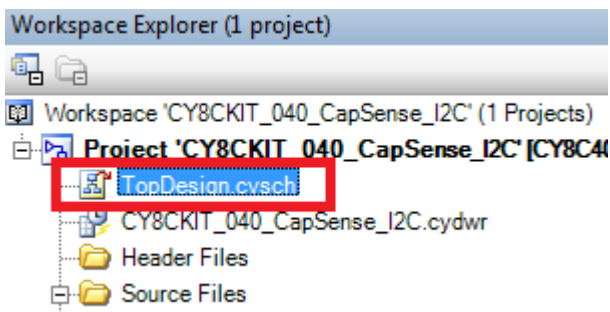 Workspace Explorer (1 project)
Workspace 'CY8CKIT_040_CapSense_I2C' (1 Projects)
Project 'CY8CKIT_040_CapSense_I2C' [CY8C40
TopDesign.cysch
CY8CKIT_040_CapSense_I2C.cydwr
Header Files
Source Files